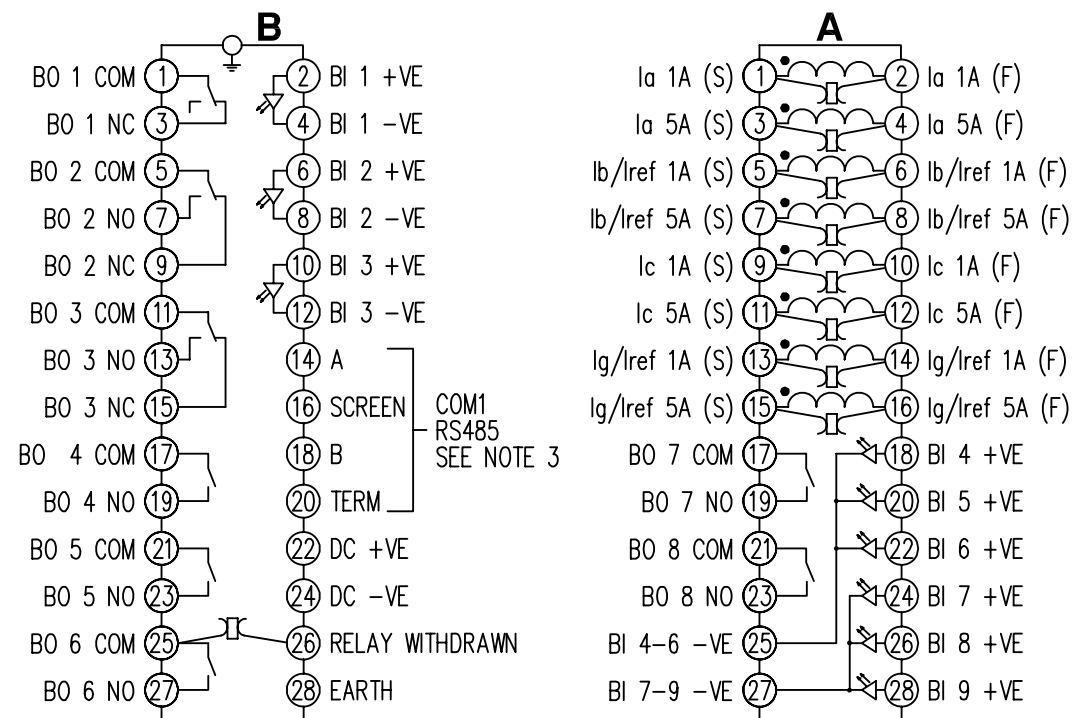 B
BO 1 COM 1 2 BI 1 +VE
BO 1 NC 3 4 BI 1 -VE
BO 2 COM 5 6 BI 2 +VE
BO 2 NO 7 8 BI 2 -VE
BO 2 NC 9 10 BI 3 +VE
BO 3 COM 11 12 BI 3 -VE
BO 3 NO 13 14 A
BO 3 NC 15 16 SCREEN
BO 4 COM 17 18 B
BO 4 NO 19 20 TERM
COM1
RS485
SEE NOTE 3
BO 5 COM 21 22 DC +VE
BO 5 NO 23 24 DC -VE
BO 6 COM 25 26 RELAY WITHDRAWN
BO 6 NO 27 28 EARTH
A
Ia 1A (S) 1 2 Ia 1A (F)
Ia 5A (S) 3 4 Ia 5A (F)
Ib/Iref 1A (S) 5 6 Ib/Iref 1A (F)
Ib/Iref 5A (S) 7 8 Ib/Iref 5A (F)
Ic 1A (S) 9 10 Ic 1A (F)
Ic 5A (S) 11 12 Ic 5A (F)
Ig/Iref 1A (S) 13 14 Ig/Iref 1A (F)
Ig/Iref 5A (S) 15 16 Ig/Iref 5A (F)
BO 7 COM 17 18 BI 4 +VE
BO 7 NO 19 20 BI 5 +VE
BO 8 COM 21 22 BI 6 +VE
BO 8 NO 23 24 BI 7 +VE
BI 4-6 -VE 25 26 BI 8 +VE
BI 7-9 -VE 27 28 BI 9 +VE